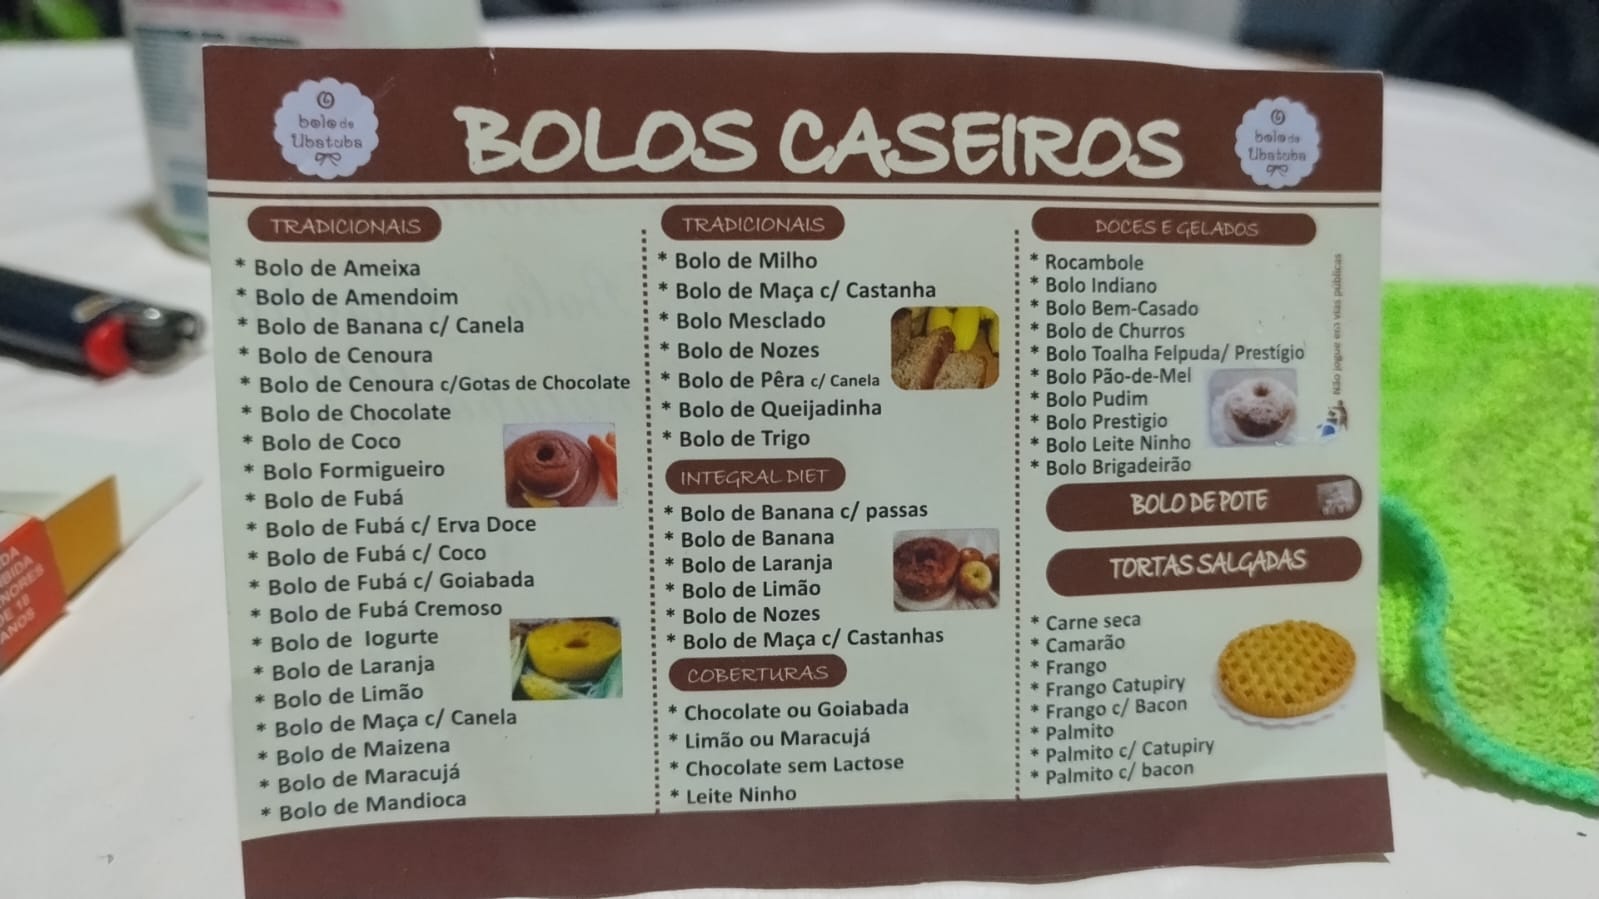 bolo de
Ubatuba
BOLOS CASEIROS
bolo de
Ubatuba
TRADICIONAIS
* Bolo de Ameixa
* Bolo de Amendoim
* Bolo de Banana c/ Canela
* Bolo de Cenoura
* Bolo de Cenoura c/Gotas de Chocolate
* Bolo de Chocolate
* Bolo de Coco
* Bolo Formigueiro
* Bolo de Fubá
* Bolo de Fubá c/ Erva Doce
* Bolo de Fubá c/ Coco
* Bolo de Fubá c/ Goiabada
* Bolo de Fubá Cremoso
* Bolo de Iogurte
* Bolo de Laranja
* Bolo de Limão
* Bolo de Maça c/ Canela
* Bolo de Maizena
* Bolo de Maracujá
* Bolo de Mandioca
TRADICIONAIS
* Bolo de Milho
* Bolo de Maça c/ Castanha
* Bolo Mesclado
* Bolo de Nozes
* Bolo de Pêra c/ Canela
* Bolo de Queijadinha
* Bolo de Trigo
INTEGRAL DIET
* Bolo de Banana c/ passas
* Bolo de Banana
* Bolo de Laranja
* Bolo de Limão
* Bolo de Nozes
* Bolo de Maça c/ Castanhas
COBERTURAS
* Chocolate ou Goiabada
* Limão ou Maracujá
* Chocolate sem Lactose
* Leite Ninho
DOCES E GELADOS
* Rocambole
* Bolo Indiano
* Bolo Bem-Casado
* Bolo de Churros
* Bolo Toalha Felpuda/ Prestígio
* Bolo Pão-de-Mel
* Bolo Pudim
* Bolo Prestigio
* Bolo Leite Ninho
* Bolo Brigadeirão
Não jogue em vias públicas
BOLO DE POTE
TORTAS SALGADAS
* Carne seca
* Camarão
* Frango
* Frango Catupiry
* Frango c/ Bacon
* Palmito
* Palmito c/ Catupiry
* Palmito c/ bacon
DE 18
ANOS